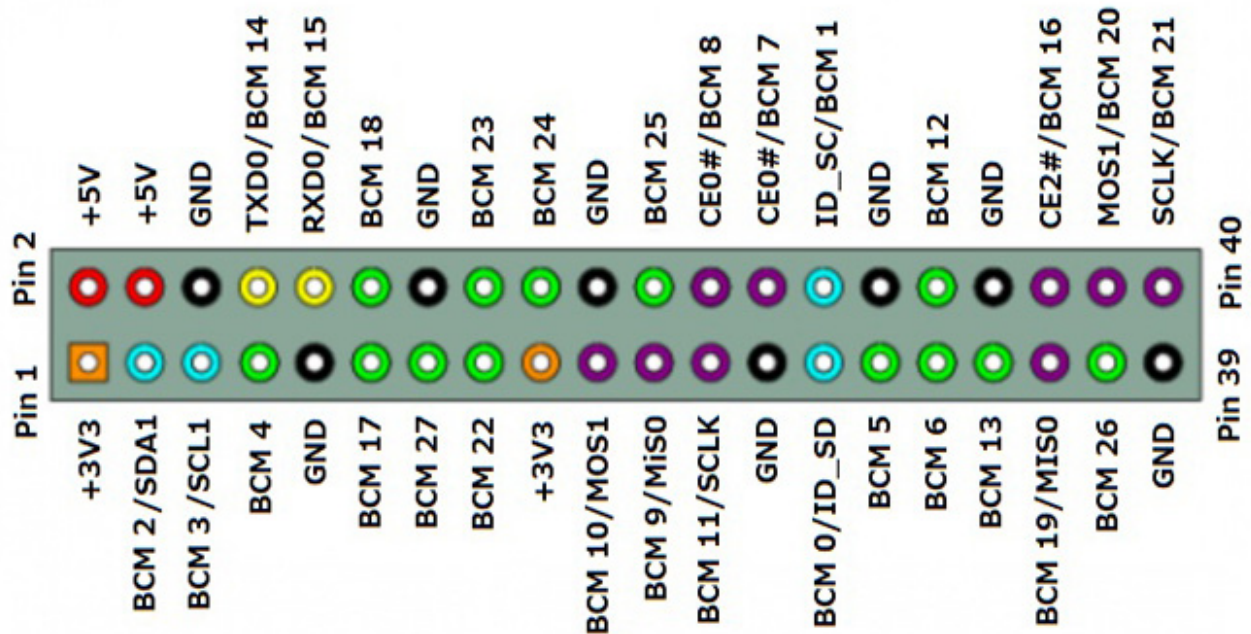 Pin 2
+5V
+5V
GND
TXD0/BCM 14
RXD0/BCM 15
BCM 18
GND
BCM 23
BCM 24
GND
BCM 25
CE0#/BCM 8
CE0#/BCM 7
ID_SC/BCM 1
GND
BCM 12
GND
CE2#/BCM 16
MOS1/BCM 20
SCLK/BCM 21
Pin 40
Pin 1
+3V3
BCM 2/SDA1
BCM 3/SCL1
BCM 4
GND
BCM 17
BCM 27
BCM 22
+3V3
BCM 10/MOS1
BCM 9/MiS0
BCM 11/SCLK
GND
BCM 0/ID_SD
BCM 5
BCM 6
BCM 13
BCM 19/MIS0
BCM 26
GND
Pin 39